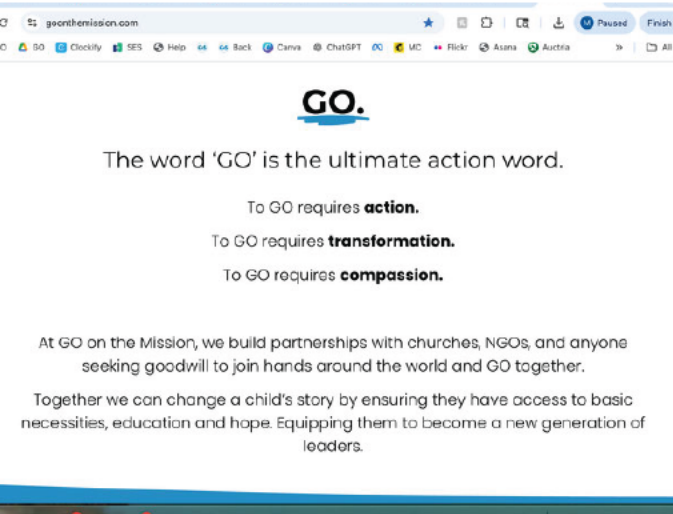 goonthemission.com
Paused
Finish
GO
Clockify
SES
Help
Back
Canva
ChatGPT
MC
Flickr
Asana
Auctria
»
All
GO.
The word ‘GO’ is the ultimate action word.
To GO requires action.
To GO requires transformation.
To GO requires compassion.
At GO on the Mission, we build partnerships with churches, NGOs, and anyone
seeking goodwill to join hands around the world and GO together.
Together we can change a child's story by ensuring they have access to basic
necessities, education and hope. Equipping them to become a new generation of
leaders.